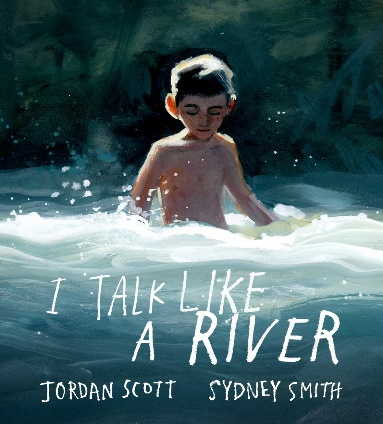 I TALK LIKE
A RIVER
JORDAN SCOTT SYDNEY SMITH